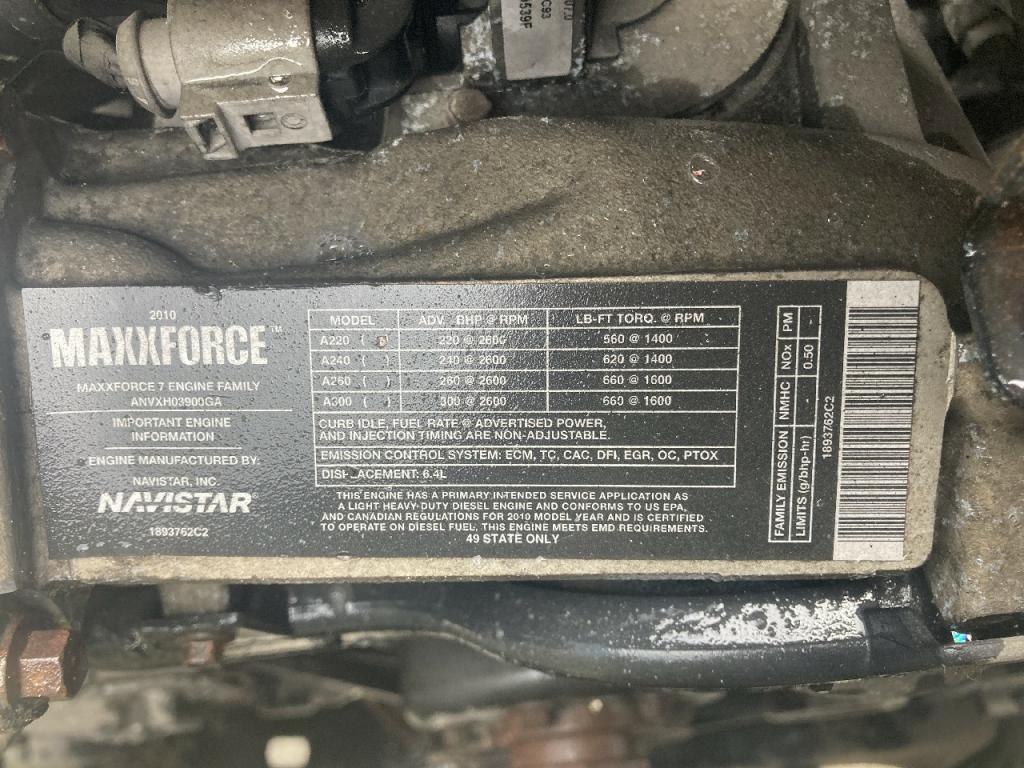 07.0
C93
3539F
2010
MAXXFORCE™
MAXXFORCE 7 ENGINE FAMILY
ANVXH03900GA
IMPORTANT ENGINE
INFORMATION
ENGINE MANUFACTURED BY:
NAVISTAR, INC
NAVISTAR
1893762C2
MODEL ADV. BHP @ RPM LB-FT TORQ. @ RPM
A220 ( ) 220 @ 2600 560 @ 1400
A240 ( ) 240 @ 2600 620 @ 1400
A260 ( ) 260 @ 2600 660 @ 1600
A300 ( ) 300 @ 2600 660 @ 1600
CURB IDLE, FUEL RATE @ ADVERTISED POWER,
AND INJECTION TIMING ARE NON-ADJUSTABLE.
EMISSION CONTROL SYSTEM: ECM, TC, CAC, DFI, EGR, OC, PTOX
DISPLACEMENT: 6.4L
THIS ENGINE HAS A PRIMARY INTENDED SERVICE APPLICATION AS
A LIGHT HEAVY-DUTY DIESEL ENGINE AND CONFORMS TO US EPA,
AND CANADIAN REGULATIONS FOR 2010 MODEL YEAR AND IS CERTIFIED
TO OPERATE ON DIESEL FUEL, THIS ENGINE MEETS EMD REQUIREMENTS.
49 STATE ONLY
FAMILY EMISSION NMHC NOx PM
LIMITS (g/bhp-hr) - 0.50 -
1893762C2